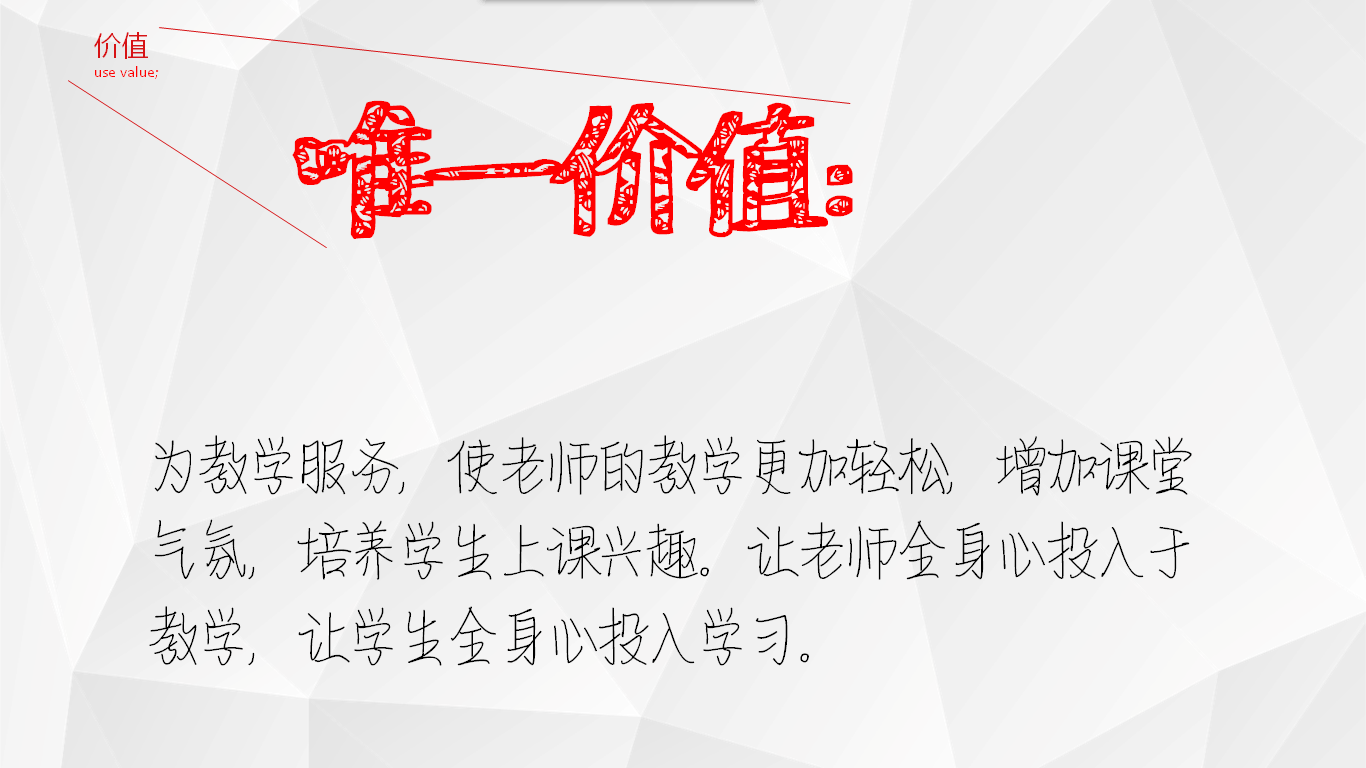 价值
use value;
唯一价值:
为教学服务,使老师的教学更加轻松,增加课堂
气氛,培养学生上课兴趣。让老师全身心投入于
教学,让学生全身心投入学习。